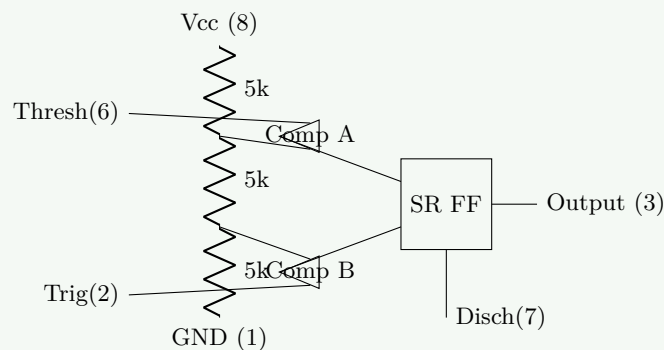 Vcc (8)
5k
Thresh(6)
Comp A
5k
SR FF
Output (3)
5k
Comp B
Trig(2)
Disch(7)
GND (1)